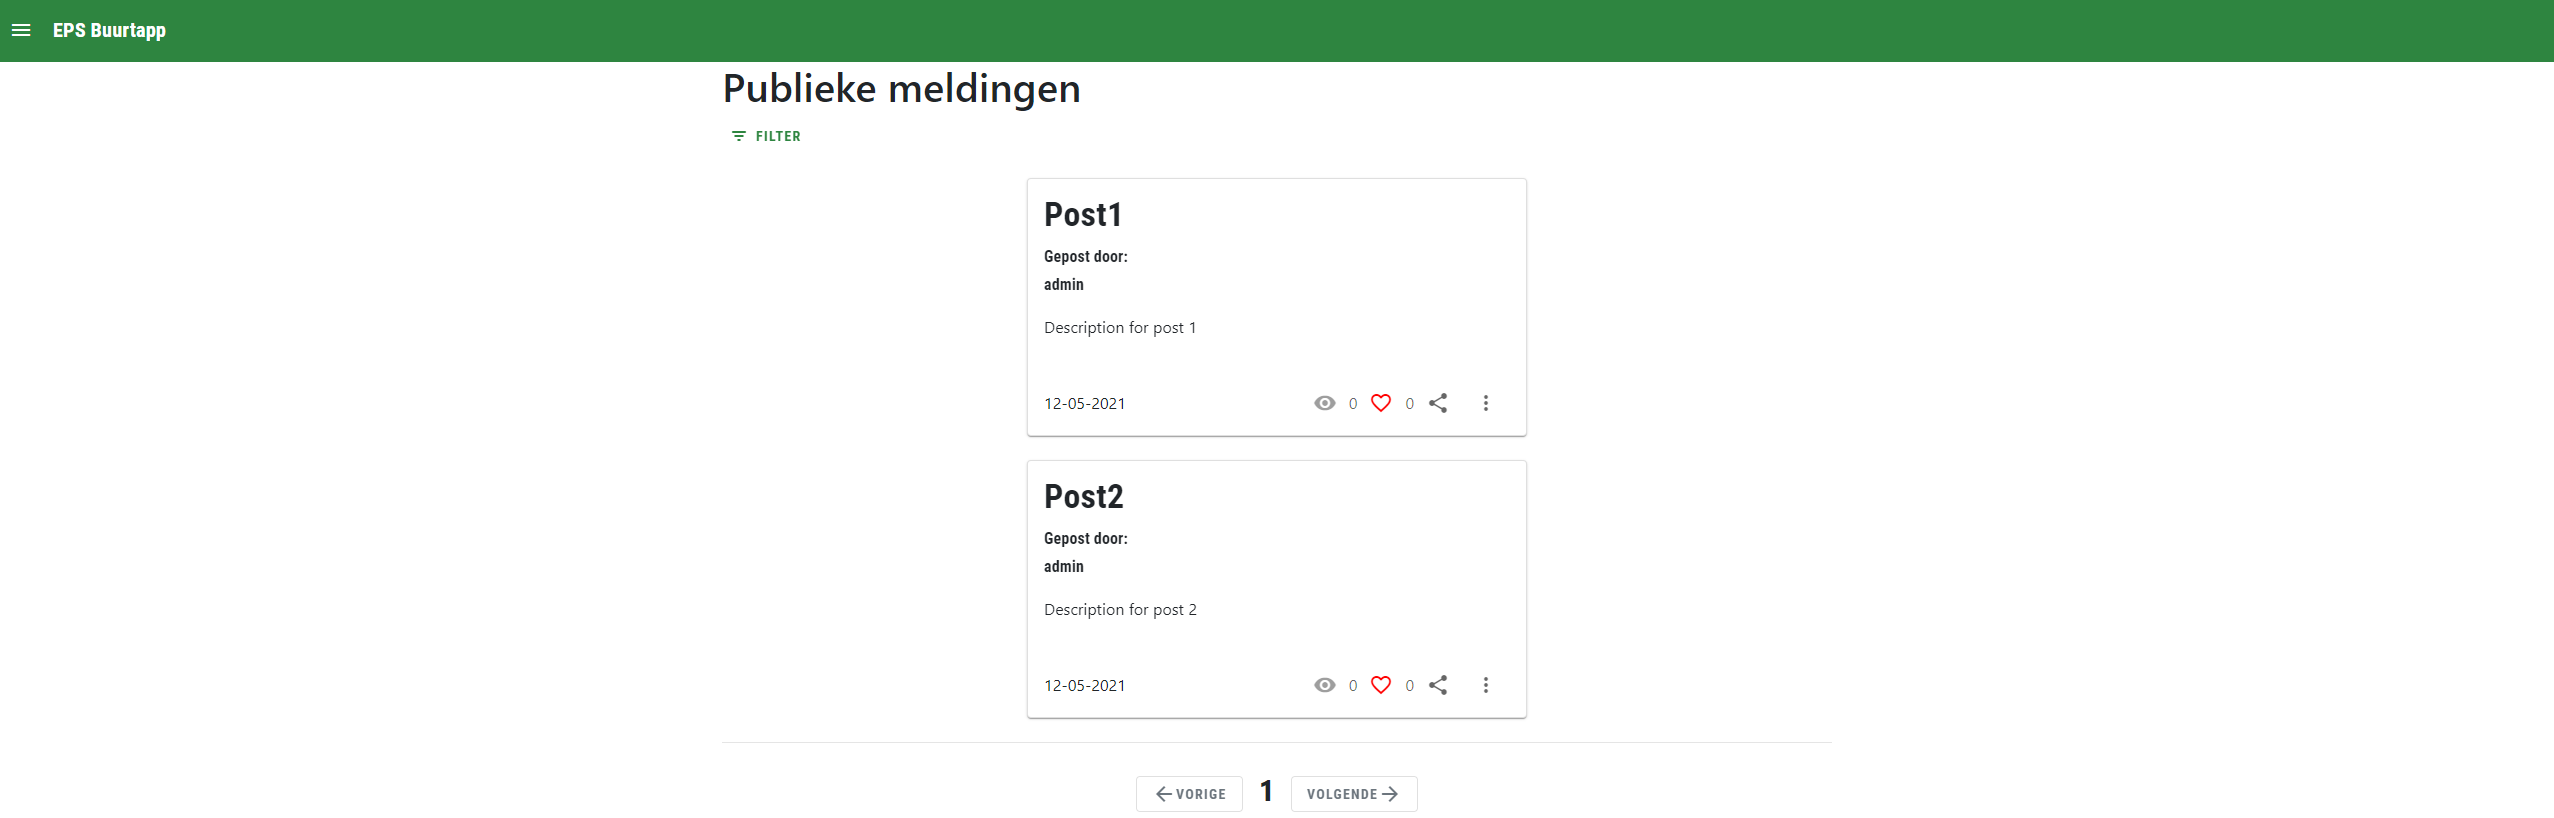 EPS Buurtapp
Publieke meldingen
FILTER
Post1
Gepost door:
admin
Description for post 1
12-05-2021 0 0
Post2
Gepost door:
admin
Description for post 2
12-05-2021 0 0
VORIGE 1 VOLGENDE